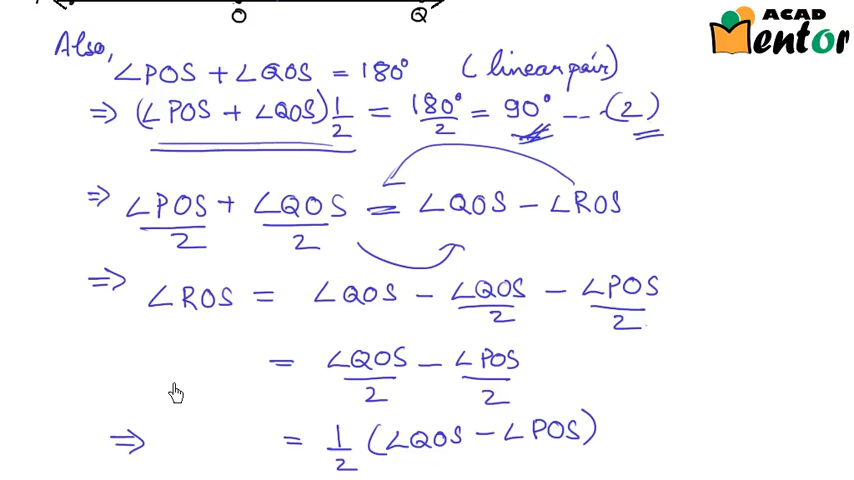 O Q
ACAD
Mentor
Also,
∠POS + ∠QOS = 180° (linear pair)
⇒ (∠POS + ∠QOS) 1/2 = 180°/2 = 90° -- (2)
⇒ ∠POS/2 + ∠QOS/2 = ∠QOS − ∠ROS
⇒ ∠ROS = ∠QOS − ∠QOS/2 − ∠POS/2
= ∠QOS/2 − ∠POS/2
⇒ = 1/2 (∠QOS − ∠POS)